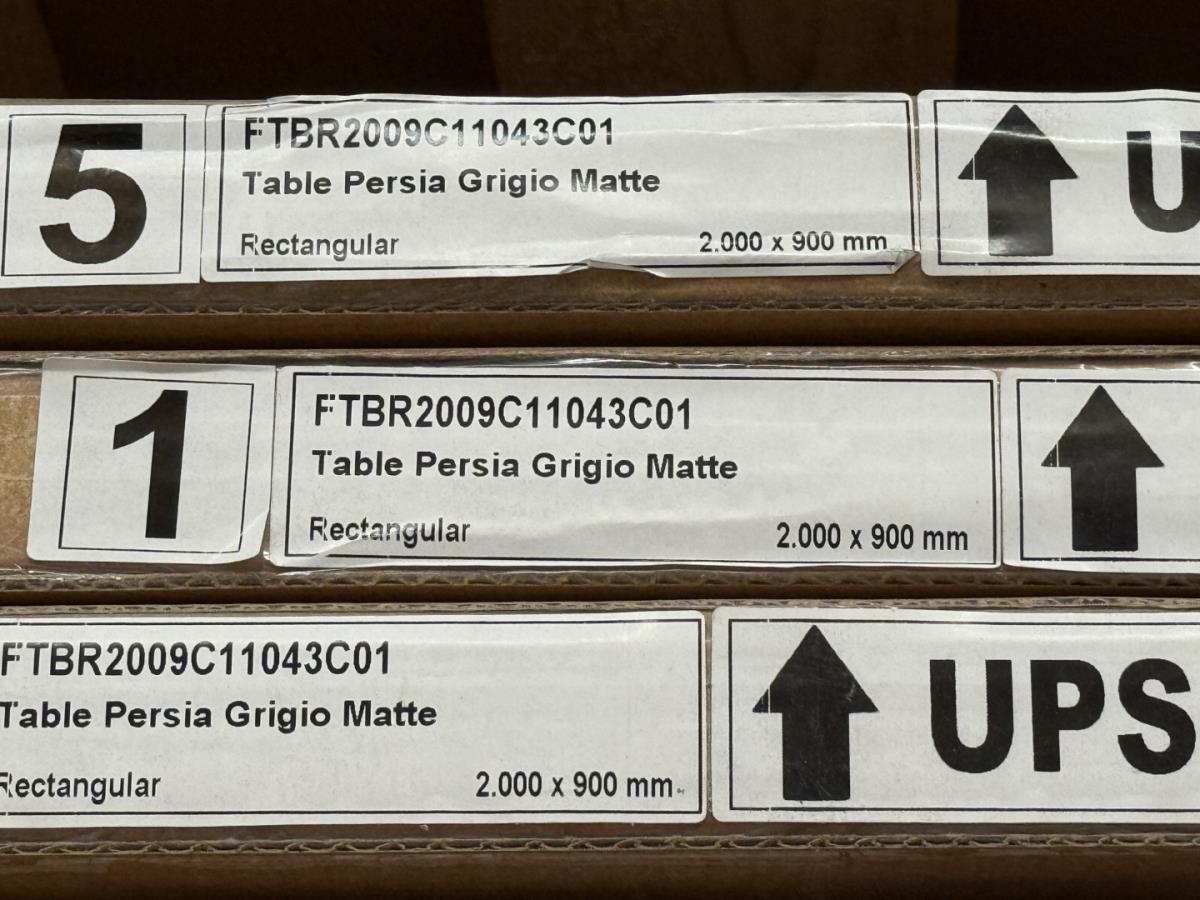 5
FTBR2009C11043C01
Table Persia Grigio Matte
Rectangular
2.000 x 900 mm
U
1
FTBR2009C11043C01
Table Persia Grigio Matte
Rectangular
2.000 x 900 mm
FTBR2009C11043C01
Table Persia Grigio Matte
Rectangular
2.000 x 900 mm
UPS